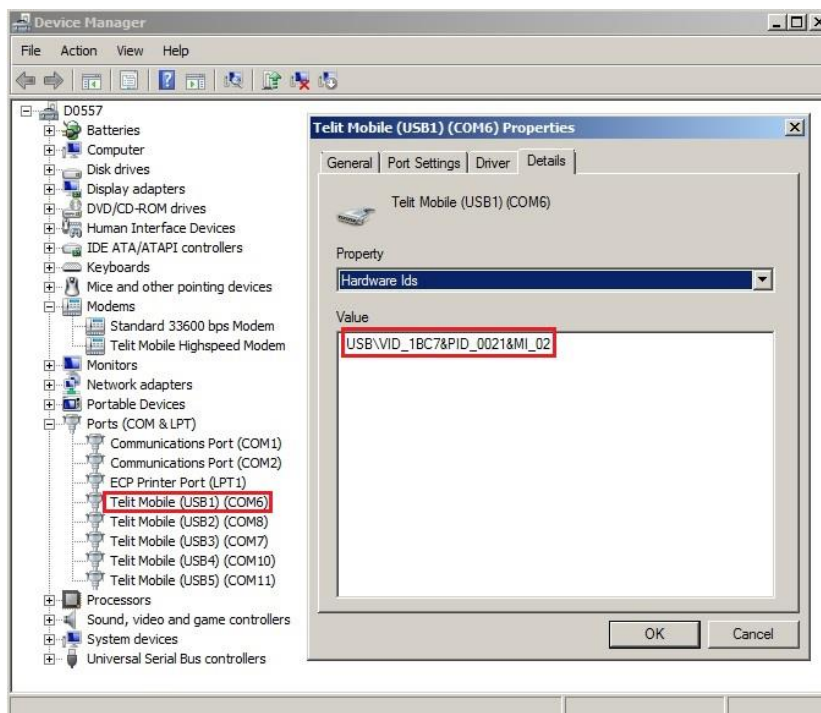 Device Manager
File Action View Help
D0557
Batteries
Computer
Disk drives
Display adapters
DVD/CD-ROM drives
Human Interface Devices
IDE ATA/ATAPI controllers
Keyboards
Mice and other pointing devices
Modems
Standard 33600 bps Modem
Telit Mobile Highspeed Modem
Monitors
Network adapters
Portable Devices
Ports (COM & LPT)
Communications Port (COM1)
Communications Port (COM2)
ECP Printer Port (LPT1)
Telit Mobile (USB1) (COM6)
Telit Mobile (USB2) (COM8)
Telit Mobile (USB3) (COM7)
Telit Mobile (USB4) (COM10)
Telit Mobile (USB5) (COM11)
Processors
Sound, video and game controllers
System devices
Universal Serial Bus controllers
Telit Mobile (USB1) (COM6) Properties
General Port Settings Driver Details
Telit Mobile (USB1) (COM6)
Property
Hardware Ids
Value
USB\VID_1BC7&PID_0021&MI_02
OK Cancel